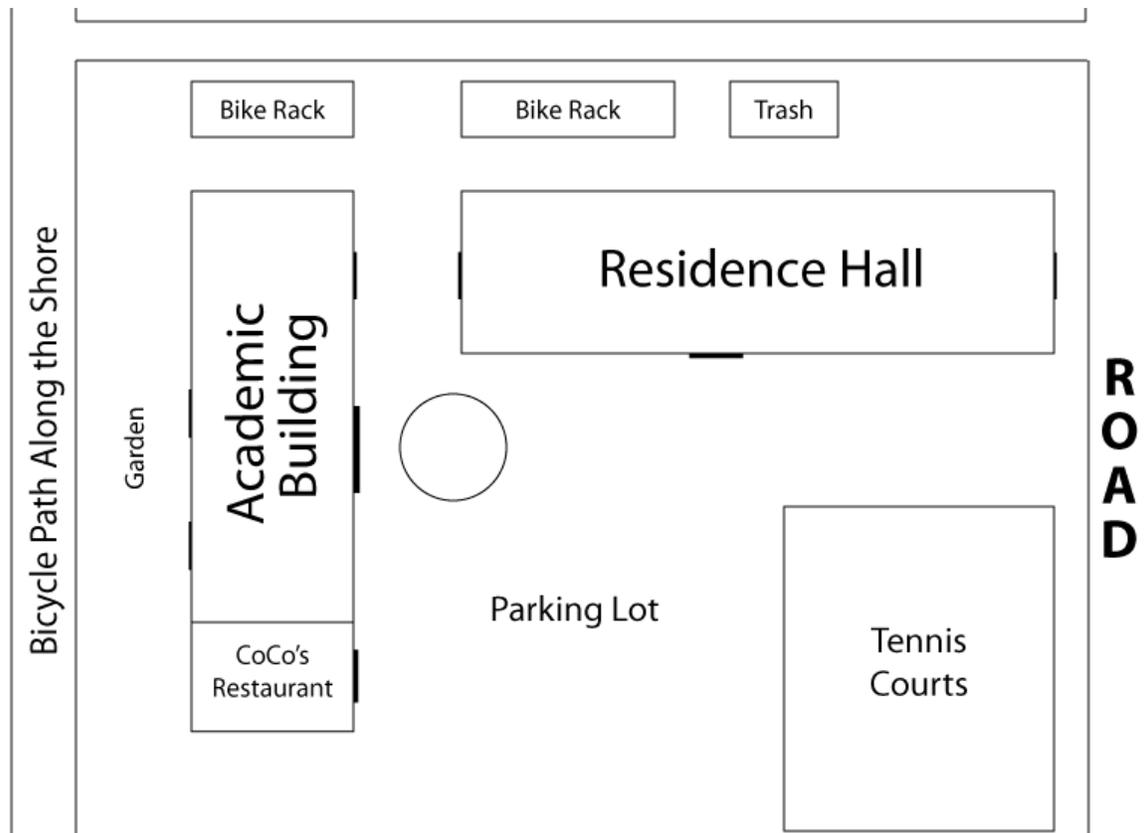 Bike Rack
Bike Rack
Trash
Residence Hall
Academic
Building
Garden
Bicycle Path Along the Shore
ROAD
Parking Lot
CoCo's
Restaurant
Tennis
Courts